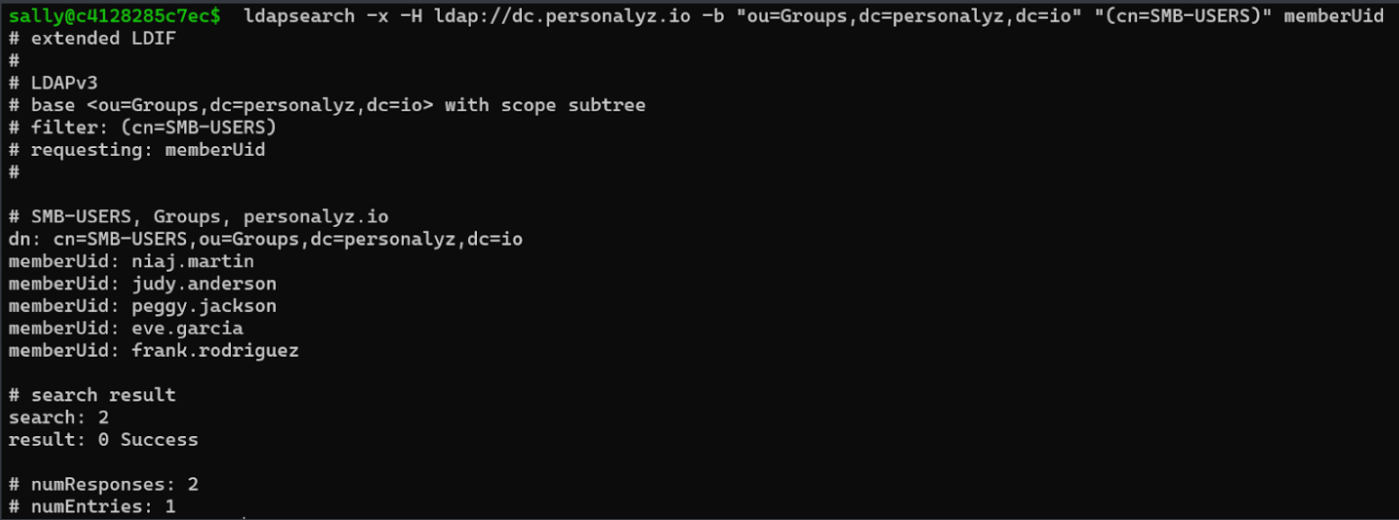 sally@c4128285c7ec$  ldapsearch -x -H ldap://dc.personalyz.io -b "ou=Groups,dc=personalyz,dc=io" "(cn=SMB-USERS)" memberUid
# extended LDIF
#
# LDAPv3
# base <ou=Groups,dc=personalyz,dc=io> with scope subtree
# filter: (cn=SMB-USERS)
# requesting: memberUid
#

# SMB-USERS, Groups, personalyz.io
dn: cn=SMB-USERS,ou=Groups,dc=personalyz,dc=io
memberUid: niaj.martin
memberUid: judy.anderson
memberUid: peggy.jackson
memberUid: eve.garcia
memberUid: frank.rodriguez

# search result
search: 2
result: 0 Success

# numResponses: 2
# numEntries: 1